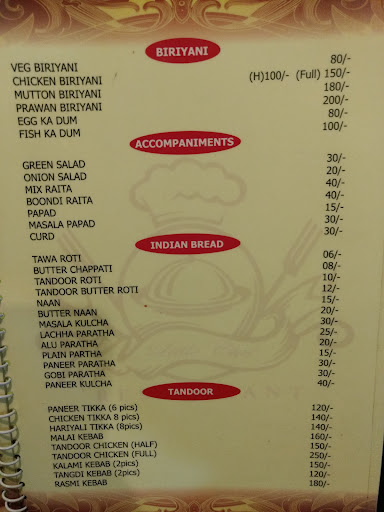 BIRIYANI
VEG BIRIYANI 80/-
CHICKEN BIRIYANI (H)100/- (Full) 150/-
MUTTON BIRIYANI 180/-
PRAWAN BIRIYANI 200/-
EGG KA DUM 80/-
FISH KA DUM 100/-
ACCOMPANIMENTS
GREEN SALAD 30/-
ONION SALAD 20/-
MIX RAITA 40/-
BOONDI RAITA 40/-
PAPAD 15/-
MASALA PAPAD 30/-
CURD 30/-
INDIAN BREAD
TAWA ROTI 06/-
BUTTER CHAPPATI 08/-
TANDOOR ROTI 10/-
TANDOOR BUTTER ROTI 12/-
NAAN 15/-
BUTTER NAAN 20/-
MASALA KULCHA 30/-
LACHHA PARATHA 25/-
ALU PARATHA 20/-
PLAIN PARTHA 15/-
PANEER PARATHA 30/-
GOBI PARATHA 30/-
PANEER KULCHA 40/-
TANDOOR
PANEER TIKKA (6 pics) 120/-
CHICKEN TIKKA 8 pics) 140/-
HARIYALI TIKKA (8pics) 140/-
MALAI KEBAB 160/-
TANDOOR CHICKEN (HALF) 150/-
TANDOOR CHICKEN (FULL) 250/-
KALAMI KEBAB (2pics) 150/-
TANGDI KEBAB (2pics) 120/-
RASMI KEBAB 180/-